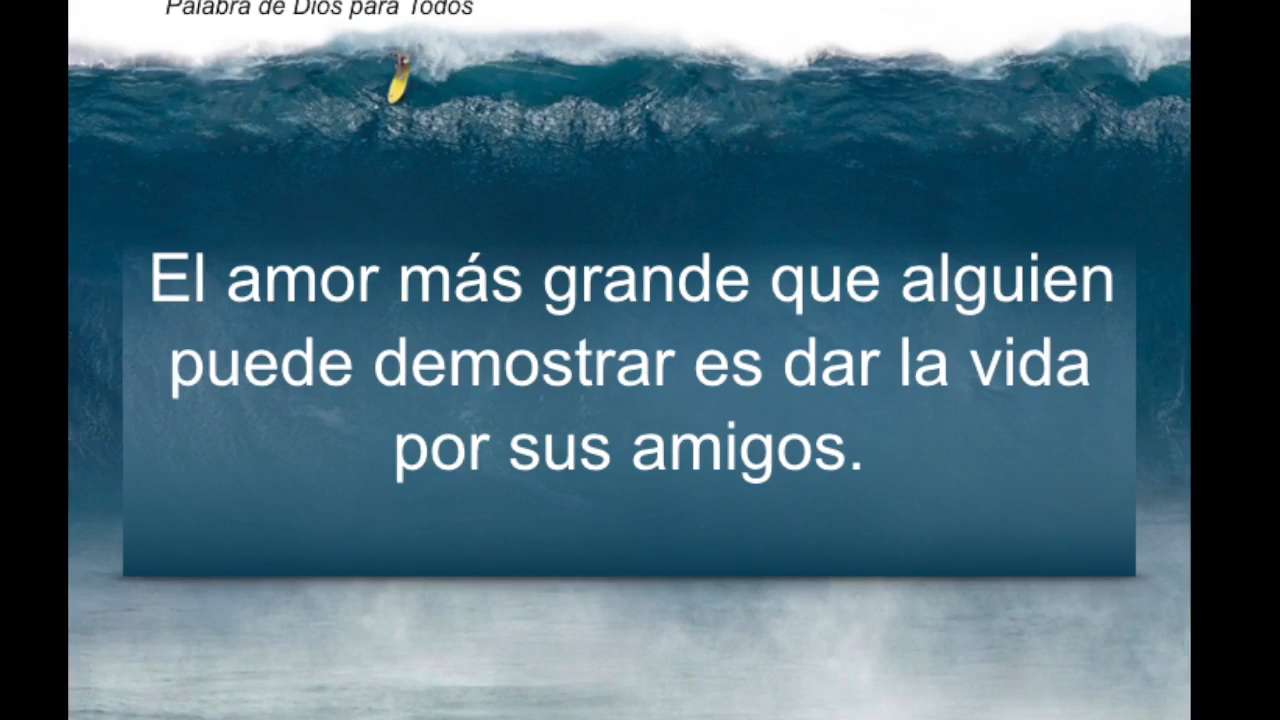 Palabra de Dios para Todos
El amor más grande que alguien
puede demostrar es dar la vida
por sus amigos.